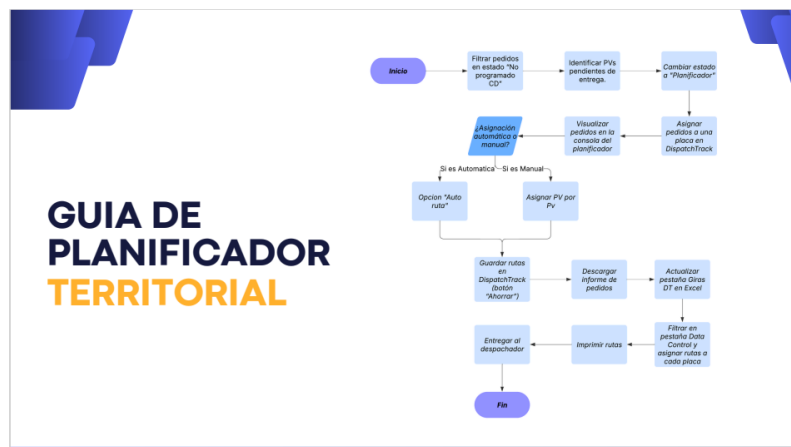 GUIA DE
PLANIFICADOR
TERRITORIAL
Inicio
Filtrar pedidos
en estado "No
programado
CD"
Identificar PVs
pendientes de
entrega.
Cambiar estado
a "Planificador"
Asignar
pedidos a una
placa en
DispatchTrack
Visualizar
pedidos en la
consola del
planificador
¿Asignación
automática o
manual?
Si es Automatica
Si es Manual
Opcion "Auto
ruta"
Asignar PV por
Pv
Guardar rutas
en
DispatchTrack
(botón
"Ahorrar")
Descargar
informe de
pedidos
Actualizar
pestaña Giras
DT en Excel
Filtrar en
pestaña Data
Control y
asignar rutas a
cada placa
Imprimir rutas
Entregar al
despachador
Fin